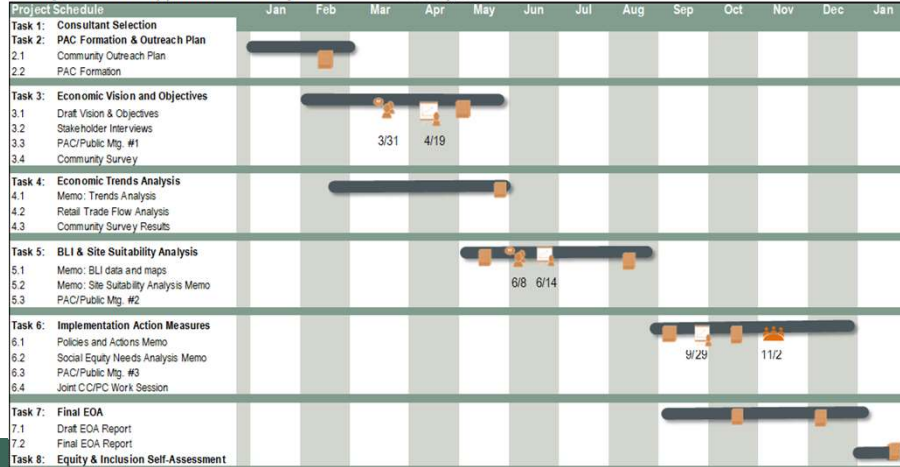 Project Schedule Jan Feb Mar Apr May Jun Jul Aug Sep Oct Nov Dec Jan
Task 1: Consultant Selection
Task 2: PAC Formation & Outreach Plan
2.1 Community Outreach Plan
2.2 PAC Formation
Task 3: Economic Vision and Objectives
3.1 Draft Vision & Objectives
3.2 Stakeholder Interviews
3.3 PAC/Public Mtg. #1
3/31 4/19
3.4 Community Survey
Task 4: Economic Trends Analysis
4.1 Memo: Trends Analysis
4.2 Retail Trade Flow Analysis
4.3 Community Survey Results
Task 5: BLI & Site Suitability Analysis
5.1 Memo: BLI data and maps
5.2 Memo: Site Suitability Analysis Memo
6/8 6/14
5.3 PAC/Public Mtg. #2
Task 6: Implementation Action Measures
6.1 Policies and Actions Memo
6.2 Social Equity Needs Analysis Memo
9/29 11/2
6.3 PAC/Public Mtg. #3
6.4 Joint CC/PC Work Session
Task 7: Final EOA
7.1 Draft EOA Report
7.2 Final EOA Report
Task 8: Equity & Inclusion Self-Assessment